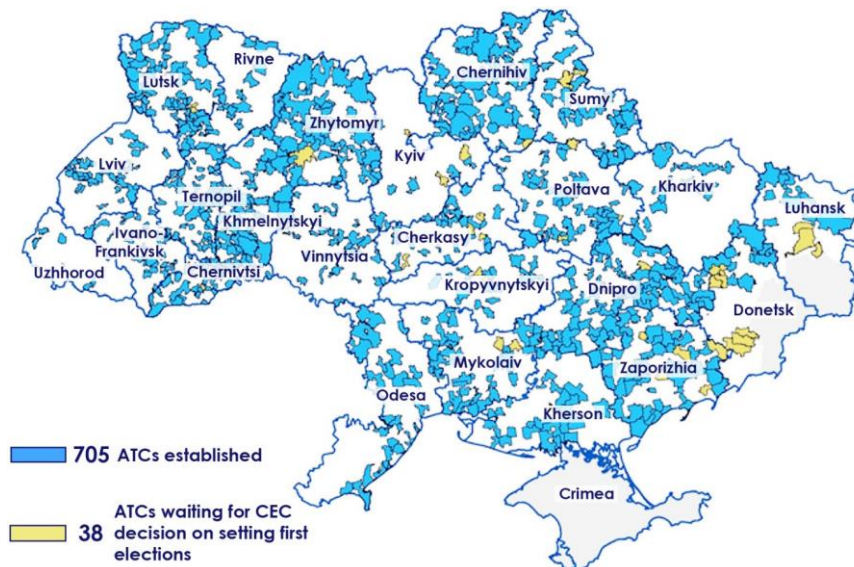 Rivne
Chernihiv
Lutsk
Sumy
Zhytomyr
Kyiv
Lviv
Poltava
Kharkiv
Ternopil
Luhansk
Khmelnytskyi
Ivano-
Frankivsk
Cherkasy
Vinnytsia
Uzhhorod
Chernivtsi
Kropyvnytskyi
Dnipro
Donetsk
Mykolaiv
Zaporizhia
Odesa
Kherson
705 ATCs established
Crimea
ATCs waiting for CEC
38 decision on setting first
elections